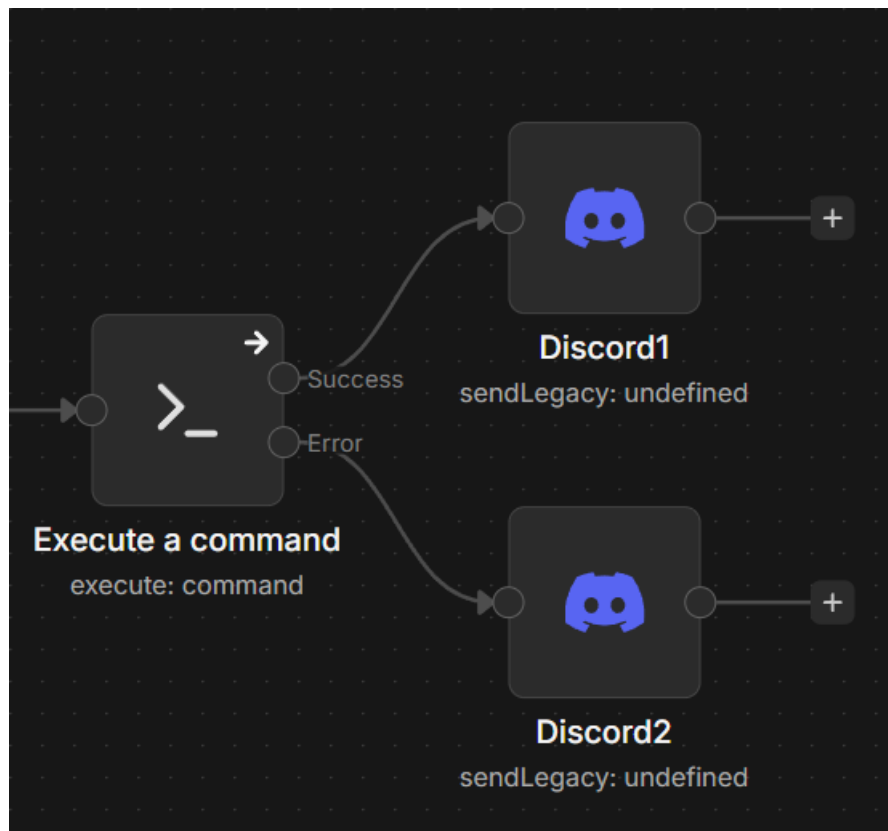 Discord1
sendLegacy: undefined
Success
Error
Execute a command
execute: command
Discord2
sendLegacy: undefined